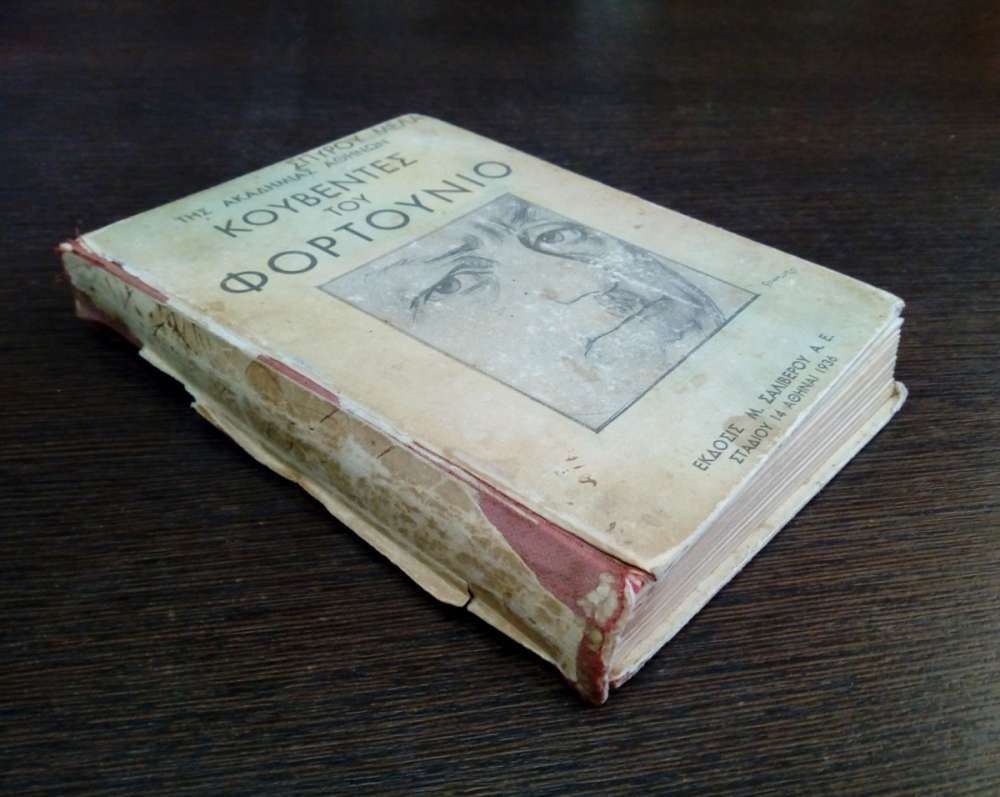 ΣΠΥΡΟΥ ΜΕΛΑ
ΤΗΣ ΑΚΑΔΗΜΙΑΣ ΑΘΗΝΩΝ
ΚΟΥΒΕΝΤΕΣ
ΤΟΥ
ΦΟΡΤΟΥΝΙΟ
ΕΚΔΟΣΙΣ Μ. ΣΑΛΙΒΕΡΟΥ Α. Ε.
ΣΤΑΔΙΟΥ 14 ΑΘΗΝΑΙ 1936